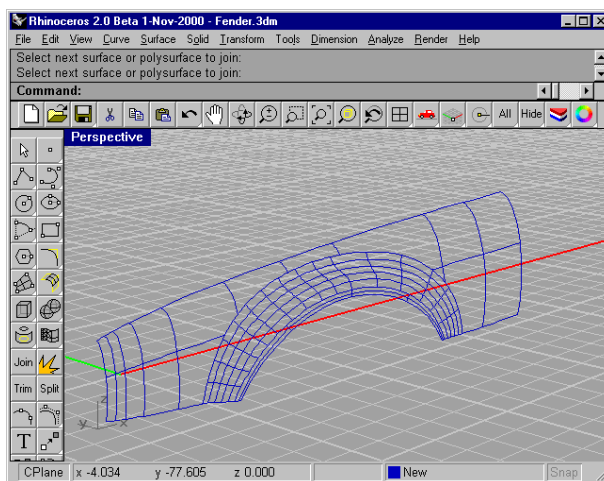 Rhinoceros 2.0 Beta 1-Nov-2000 - Fender.3dm
File Edit View Curve Surface Solid Transform Tools Dimension Analyze Render Help
Select next surface or polysurface to join:
Select next surface or polysurface to join:
Command:
All Hide
Perspective
Join
Trim Split
T
z
y x
CPlane x -4.034 y -77.605 z 0.000 New Snap